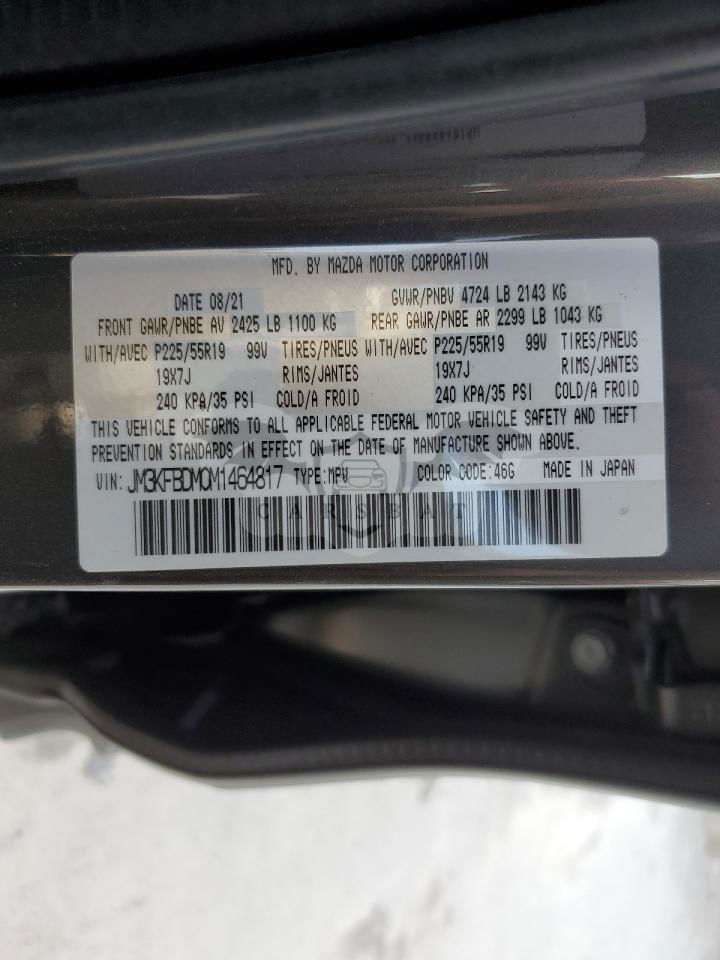 MFD. BY MAZDA MOTOR CORPORATION
DATE 08/21 GVWR/PNBV 4724 LB 2143 KG
FRONT GAWR/PNBE AV 2425 LB 1100 KG REAR GAWR/PNBE AR 2299 LB 1043 KG
WITH/AVEC P225/55R19 99V TIRES/PNEUS WITH/AVEC P225/55R19 99V TIRES/PNEUS
19X7J RIMS/JANTES 19X7J RIMS/JANTES
240 KPA/35 PSI COLD/A FROID 240 KPA/35 PSI COLD/A FROID
THIS VEHICLE CONFORMS TO ALL APPLICABLE FEDERAL MOTOR VEHICLE SAFETY AND THEFT
PREVENTION STANDARDS IN EFFECT ON THE DATE OF MANUFACTURE SHOWN ABOVE.
VIN: JM3KFBDM0M1464817 TYPE:MPV COLOR CODE:46G MADE IN JAPAN
CARSBAT